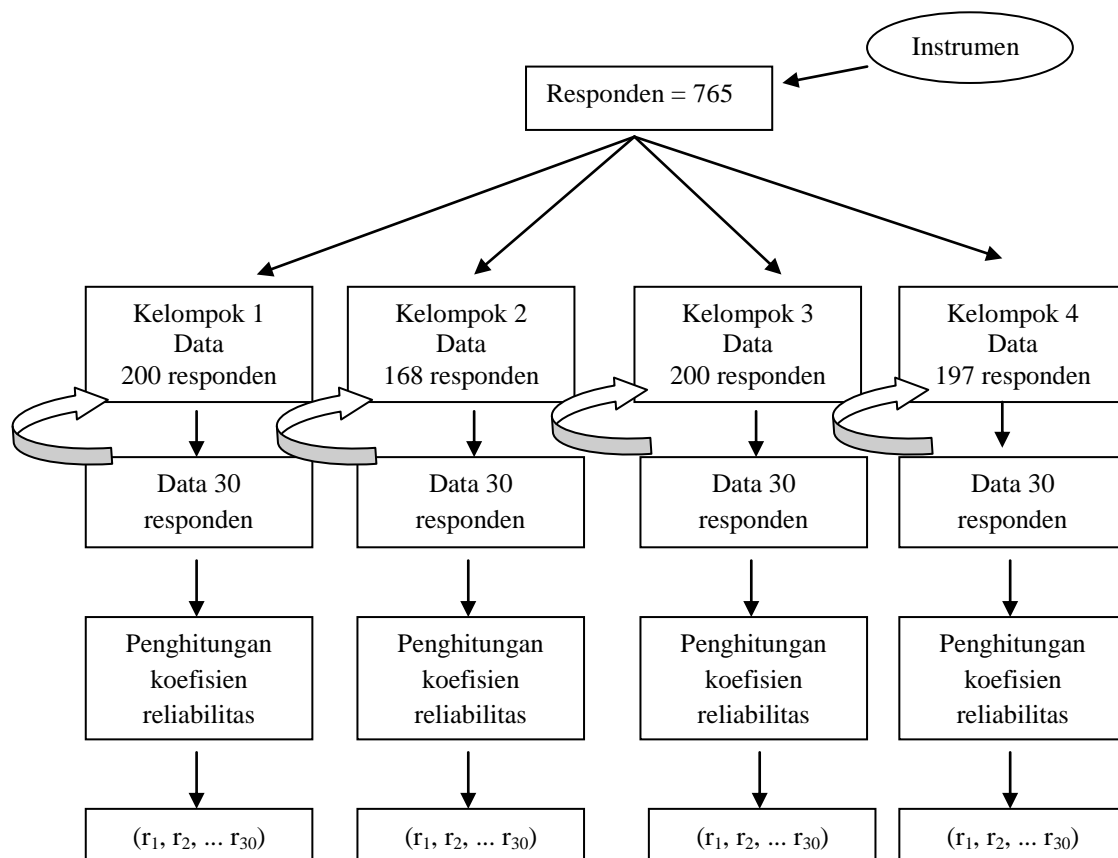 Instrumen
Responden = 765
Kelompok 1
Data
200 responden
Kelompok 2
Data
168 responden
Kelompok 3
Data
200 responden
Kelompok 4
Data
197 responden
Data 30
responden
Data 30
responden
Data 30
responden
Data 30
responden
Penghitungan
koefisien
reliabilitas
Penghitungan
koefisien
reliabilitas
Penghitungan
koefisien
reliabilitas
Penghitungan
koefisien
reliabilitas
(r₁, r₂, ... r₃₀)
(r₁, r₂, ... r₃₀)
(r₁, r₂, ... r₃₀)
(r₁, r₂, ... r₃₀)